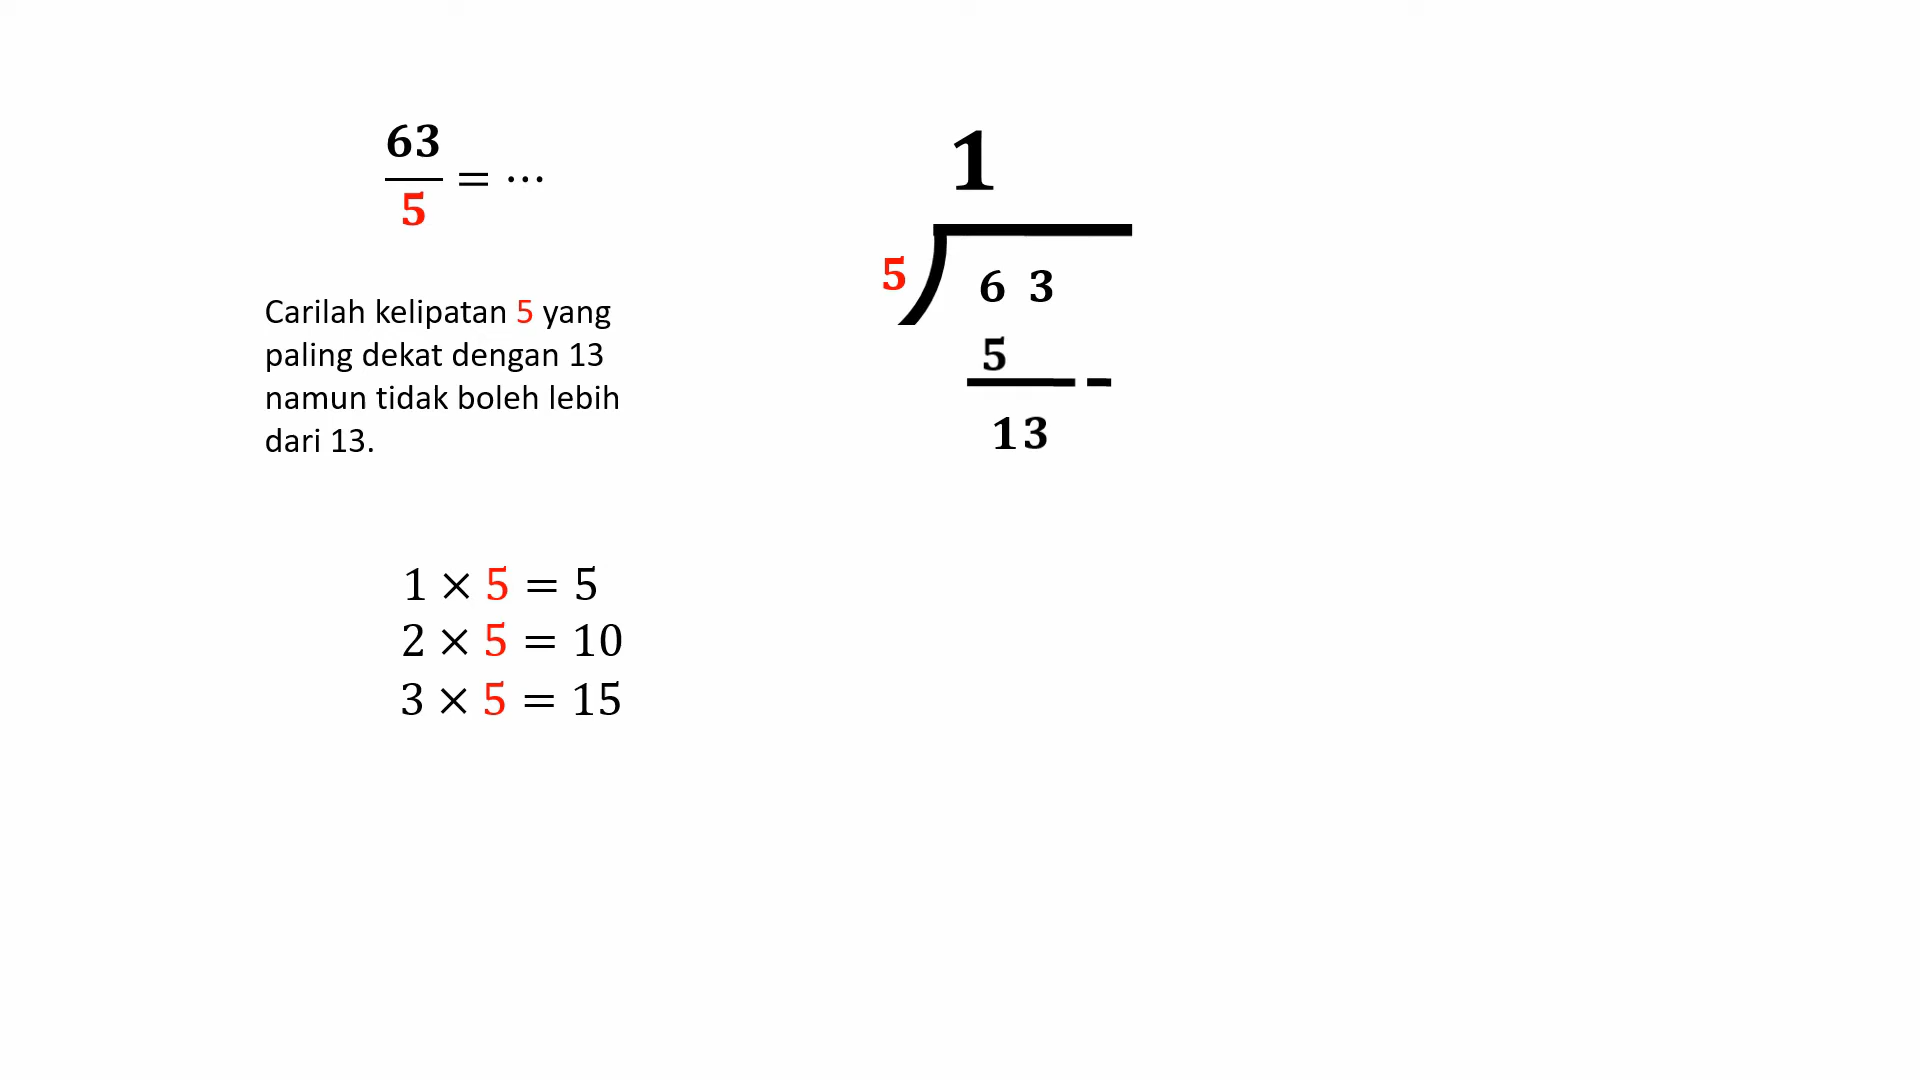 63
5 = ⋯
Carilah kelipatan 5 yang
paling dekat dengan 13
namun tidak boleh lebih
dari 13.
1 × 5 = 5
2 × 5 = 10
3 × 5 = 15
1
5 6 3
5 -
13